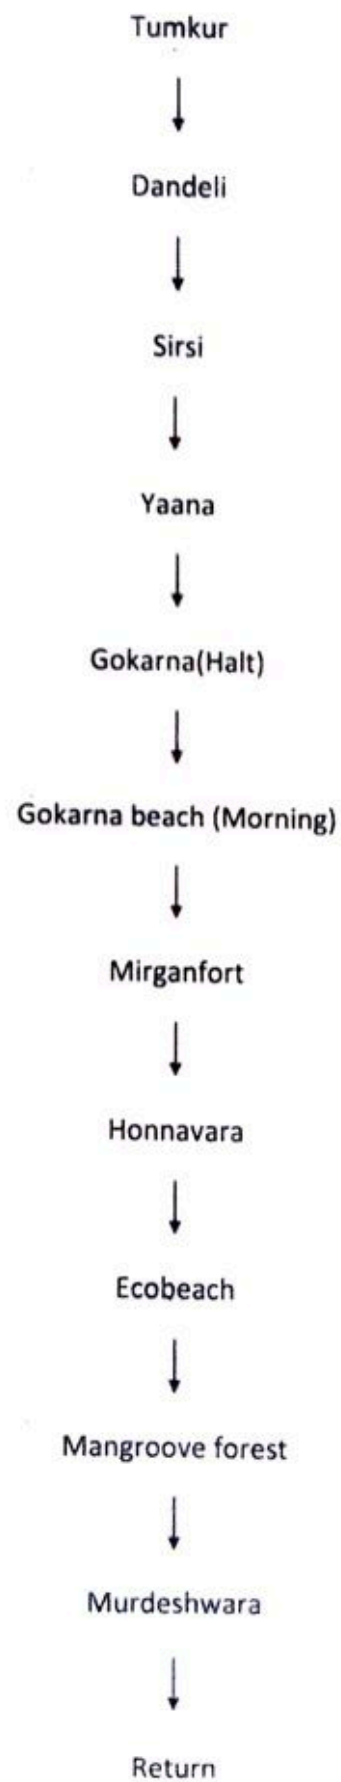 Tumkur
Dandeli
Sirsi
Yaana
Gokarna(Halt)
Gokarna beach (Morning)
Mirganfort
Honnavara
Ecobeach
Mangroove forest
Murdeshwara
Return